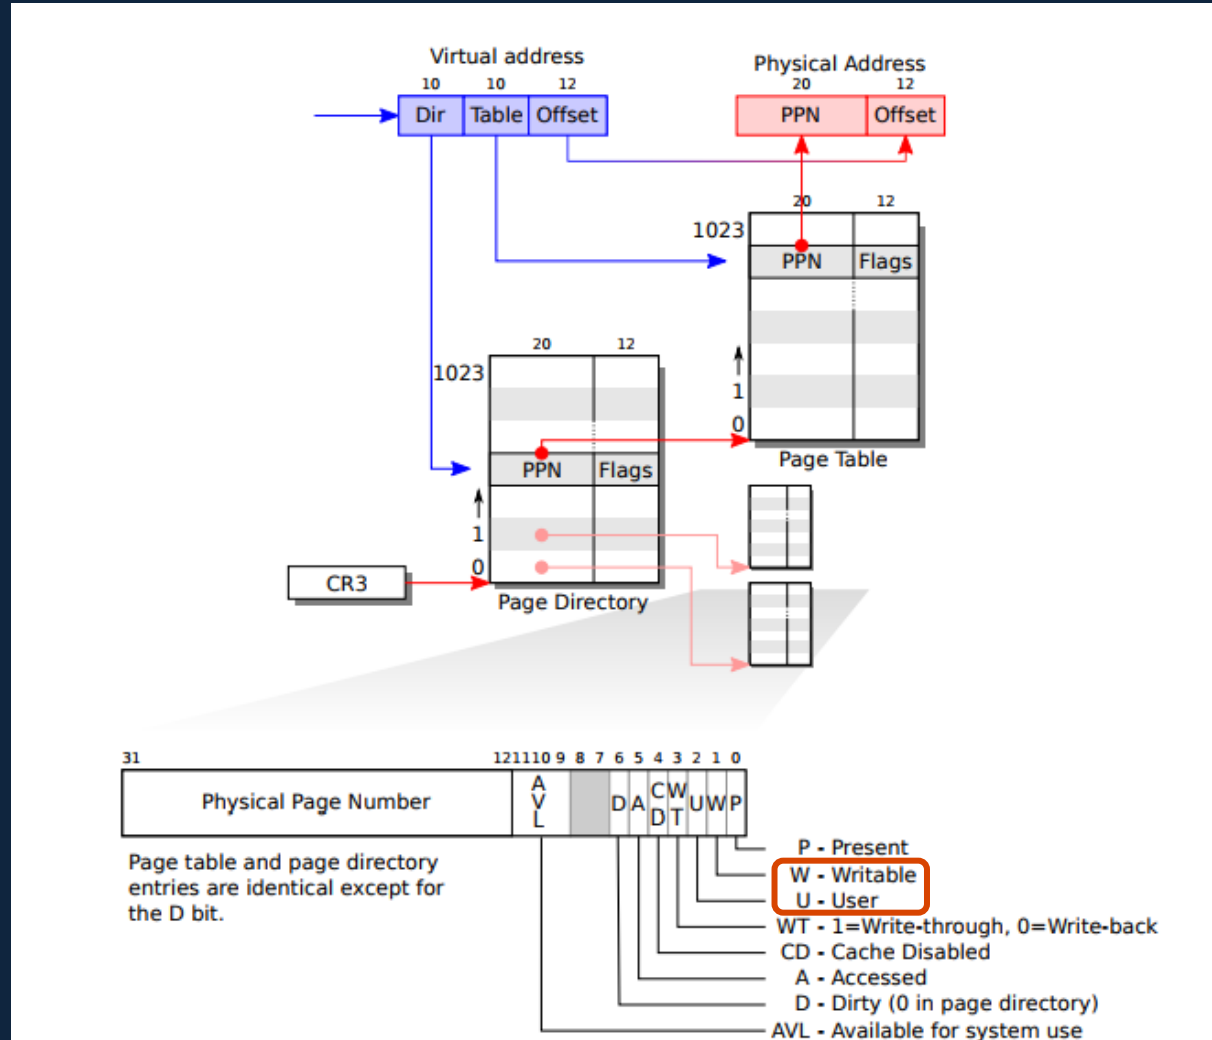 Virtual address
Physical Address
10 10 12
20 12
Dir Table Offset
PPN Offset
20 12
1023
PPN Flags
20 12
1023
1
0
Page Table
PPN Flags
1
0
CR3
Page Directory
31 12 11 10 9 8 7 6 5 4 3 2 1 0
Physical Page Number AVL D A CD WT U W P
Page table and page directory
entries are identical except for
the D bit.
P - Present
W - Writable
U - User
WT - 1=Write-through, 0=Write-back
CD - Cache Disabled
A - Accessed
D - Dirty (0 in page directory)
AVL - Available for system use